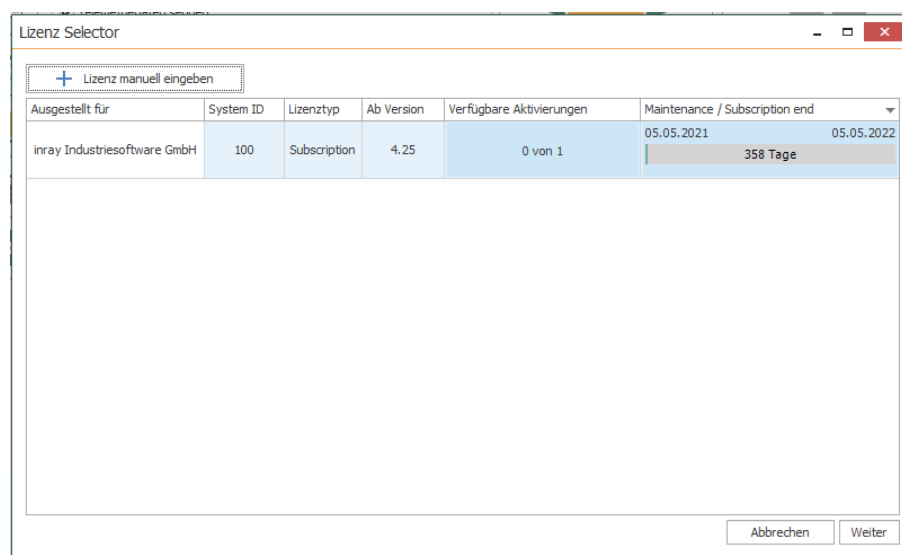 Lizenz Selector
Lizenz manuell eingeben
Ausgestellt für System ID Lizenztyp Ab Version Verfügbare Aktivierungen Maintenance / Subscription end
inray Industriesoftware GmbH 100 Subscription 4.25 0 von 1 05.05.2021 05.05.2022
358 Tage
Abbrechen Weiter